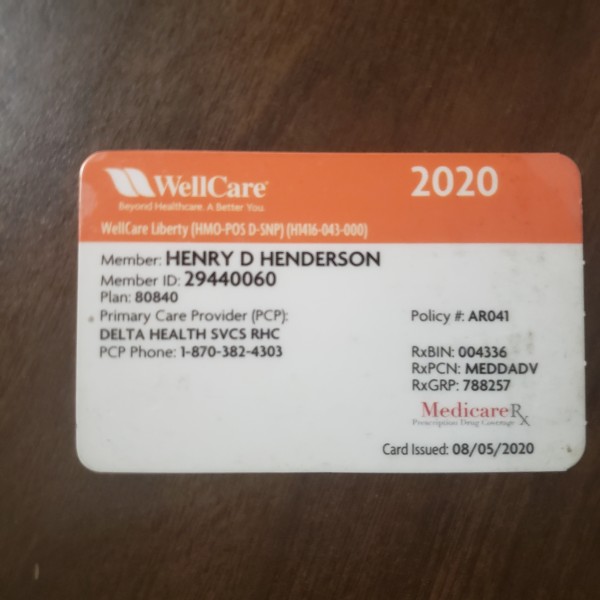 WellCare®
Beyond Healthcare. A Better You.
2020
WellCare Liberty (HMO-POS D-SNP) (H1416-043-000)
Member: HENRY D HENDERSON
Member ID: 29440060
Plan: 80840
Primary Care Provider (PCP):
DELTA HEALTH SVCS RHC
PCP Phone: 1-870-382-4303
Policy #: AR041
RxBIN: 004336
RxPCN: MEDDADV
RxGRP: 788257
MedicareRx
Prescription Drug Coverage
Card Issued: 08/05/2020